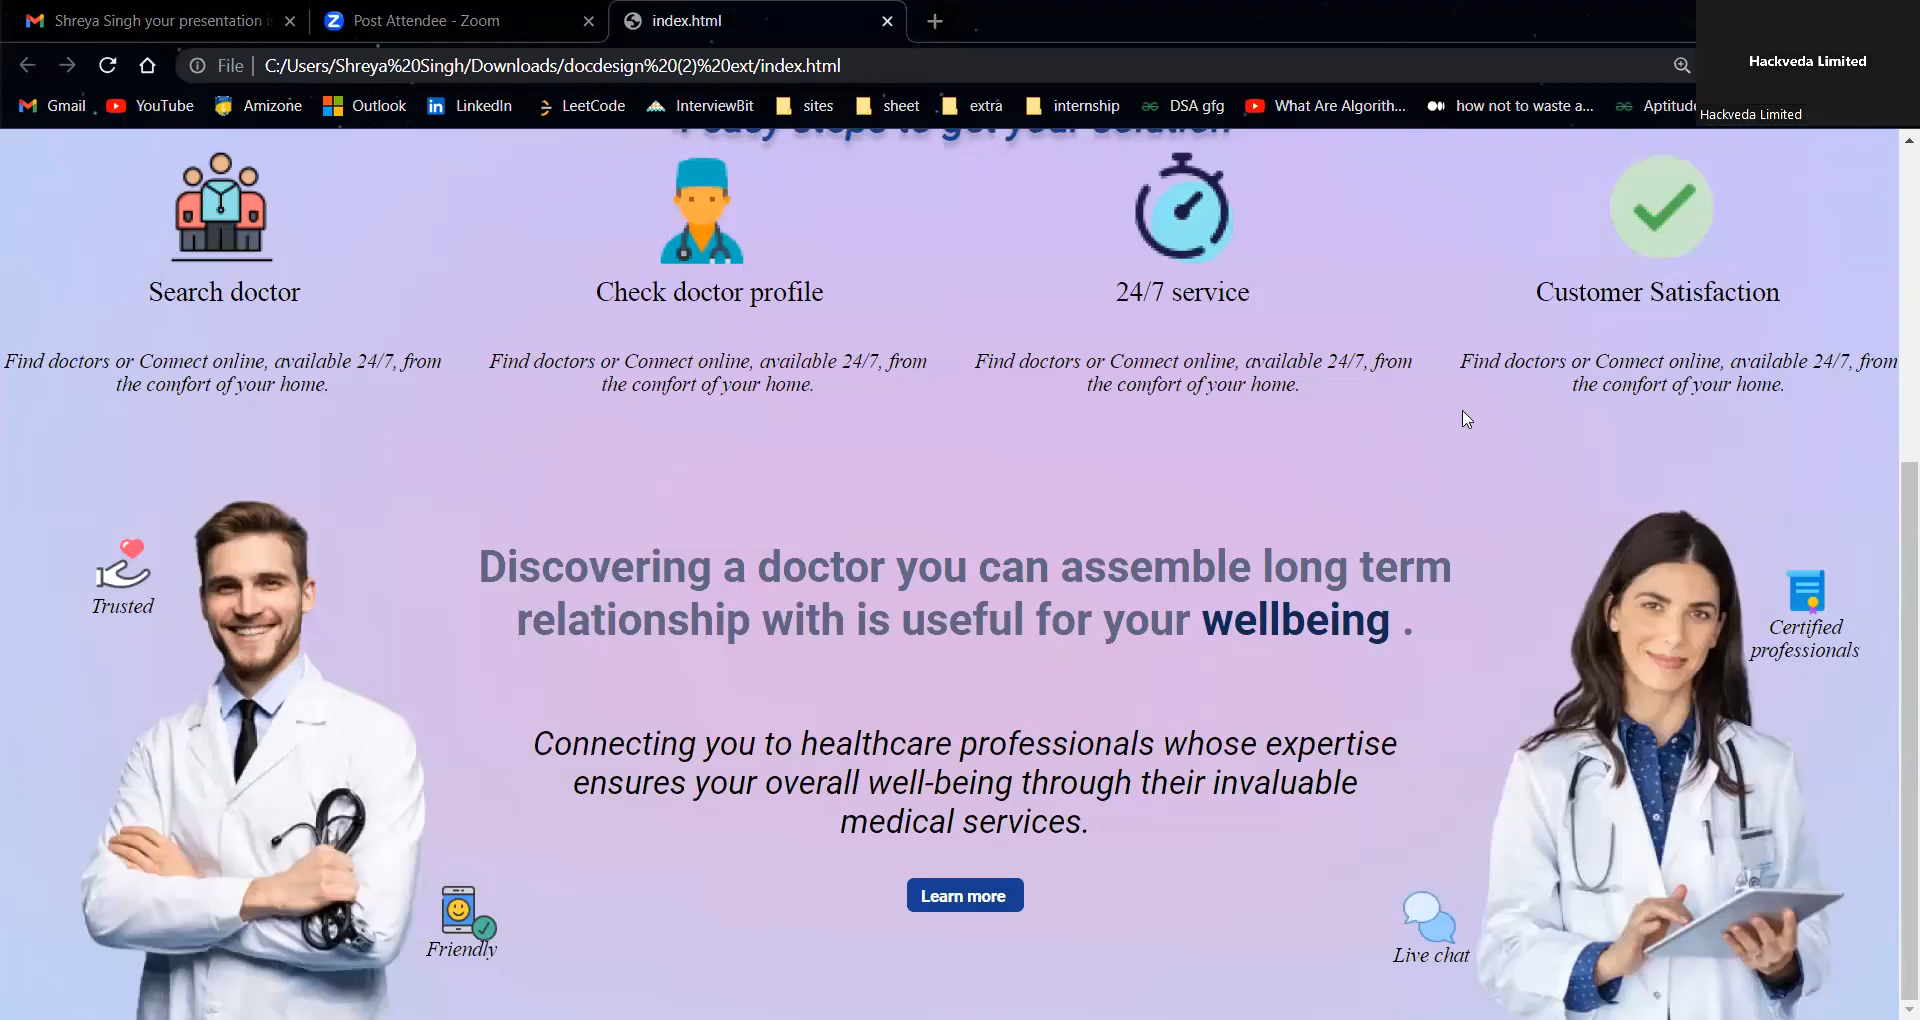 Shreya Singh your presentation i
Post Attendee - Zoom
index.html
File
C:/Users/Shreya%20Singh/Downloads/docdesign%20(2)%20ext/index.html
Hackveda Limited
Gmail
YouTube
Amizone
Outlook
LinkedIn
LeetCode
InterviewBit
sites
sheet
extra
internship
DSA gfg
What Are Algorith...
how not to waste a...
Aptitud
Hackveda Limited
easy steps to get your solution
Search doctor
Check doctor profile
24/7 service
Customer Satisfaction
Find doctors or Connect online, available 24/7, from
the comfort of your home.
Find doctors or Connect online, available 24/7, from
the comfort of your home.
Find doctors or Connect online, available 24/7, from
the comfort of your home.
Find doctors or Connect online, available 24/7, from
the comfort of your home.
Trusted
Discovering a doctor you can assemble long term
relationship with is useful for your wellbeing .
Certified
professionals
Connecting you to healthcare professionals whose expertise
ensures your overall well-being through their invaluable
medical services.
Learn more
Friendly
Live chat